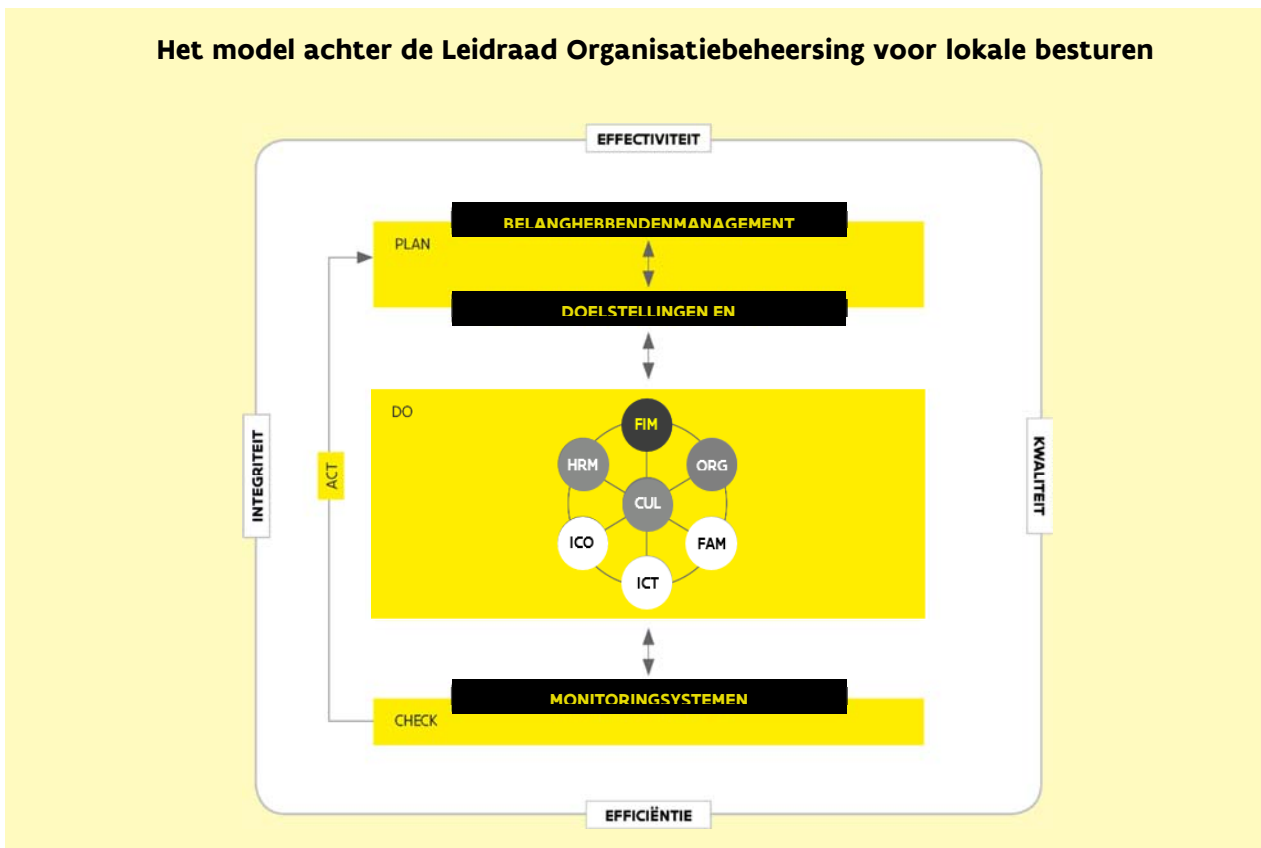 Het model achter de Leidraad Organisatiebeheersing voor lokale besturen
EFFECTIVITEIT
BELANGHEBBENDENMANAGEMENT
PLAN
DOELSTELLINGEN EN
DO
FIM
HRM
ORG
CUL
ICO
FAM
ICT
INTEGRITEIT
ACT
KWALITEIT
MONITORINGSYSTEMEN
CHECK
EFFICIËNTIE